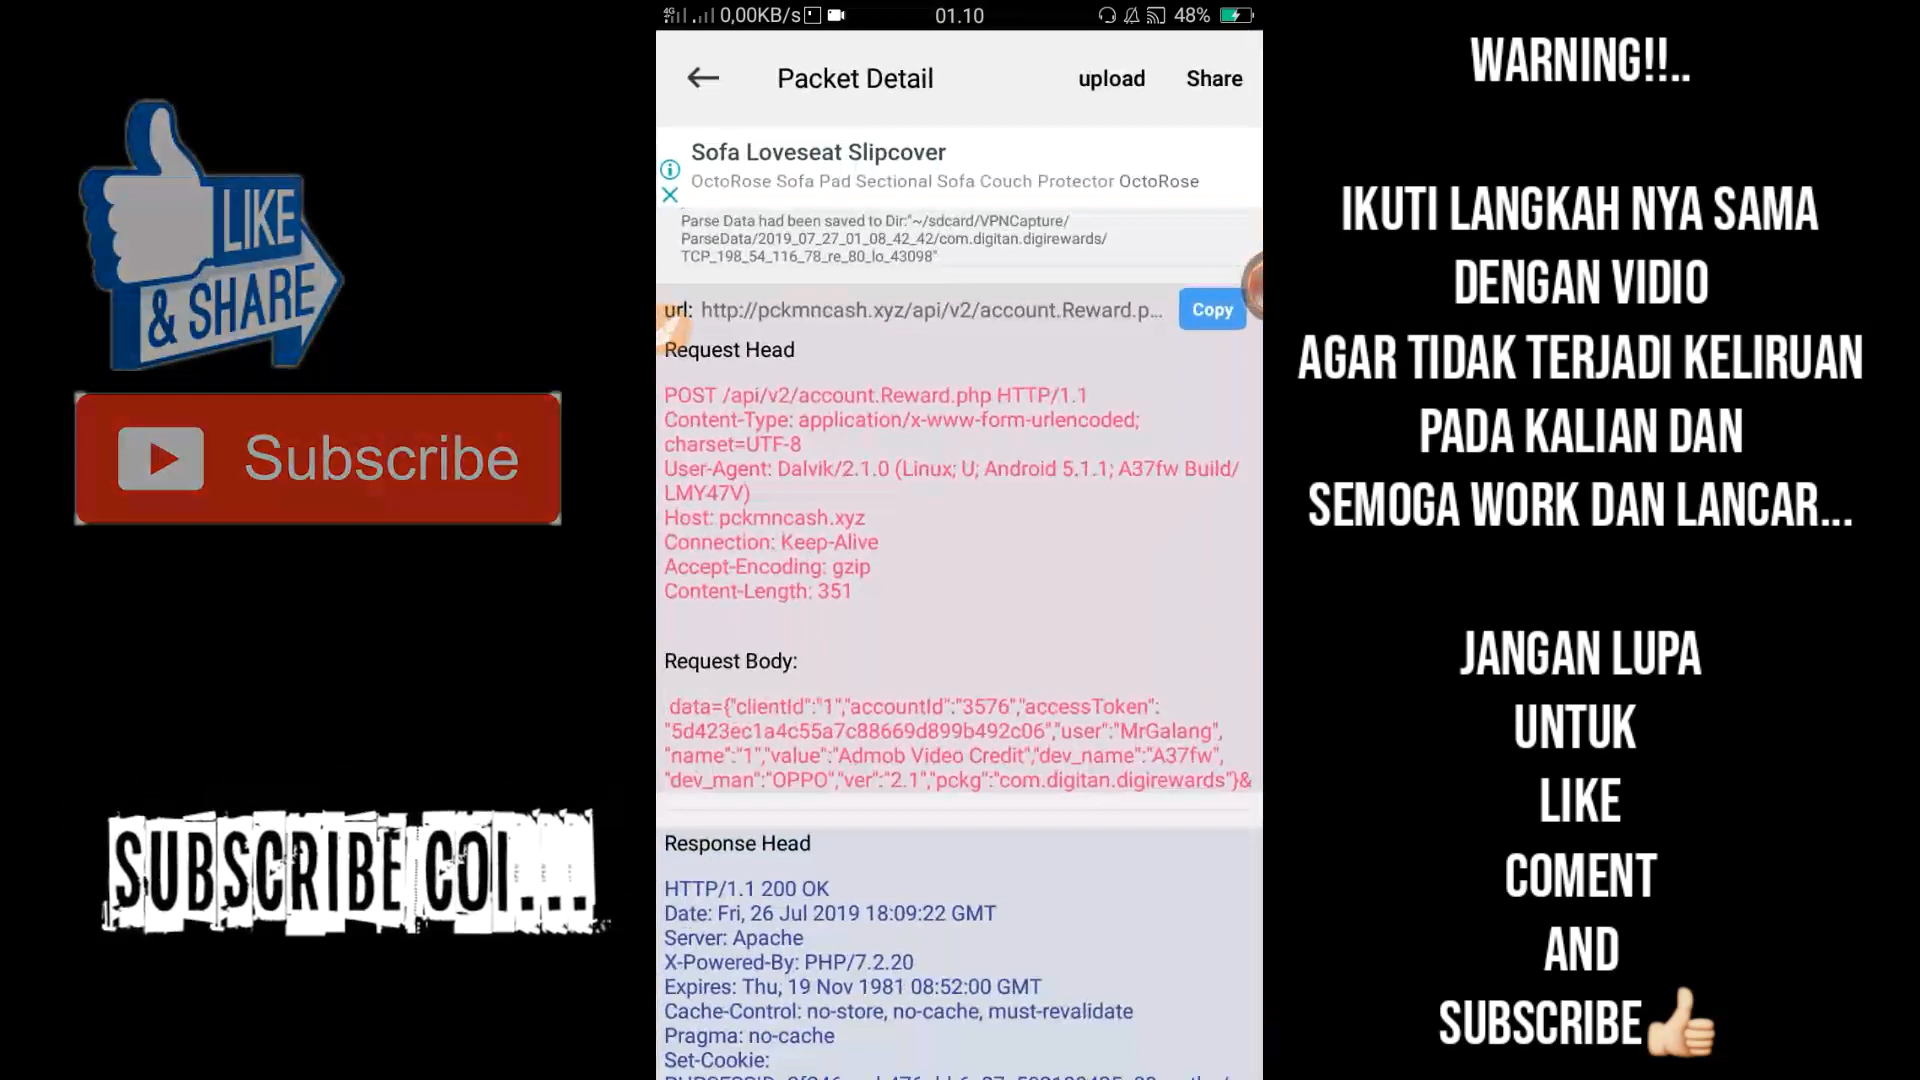 LIKE
& SHARE
Subscribe
SUBSCRIBE COI...
4G 0,00KB/s 01.10 48%
Packet Detail
upload
Share
Sofa Loveseat Slipcover
OctoRose Sofa Pad Sectional Sofa Couch Protector OctoRose
Parse Data had been saved to Dir:"~/sdcard/VPNCapture/
ParseData/2019_07_27_01_08_42_42/com.digitan.digirewards/
TCP_198_54_116_78_re_80_lo_43098"
url: http://pckmncash.xyz/api/v2/account.Reward.p...
Copy
Request Head
POST /api/v2/account.Reward.php HTTP/1.1
Content-Type: application/x-www-form-urlencoded;
charset=UTF-8
User-Agent: Dalvik/2.1.0 (Linux; U; Android 5.1.1; A37fw Build/
LMY47V)
Host: pckmncash.xyz
Connection: Keep-Alive
Accept-Encoding: gzip
Content-Length: 351
Request Body:
data={"clientId":"1","accountId":"3576","accessToken":
"5d423ec1a4c55a7c88669d899b492c06","user":"MrGalang",
"name":"1","value":"Admob Video Credit","dev_name":"A37fw",
"dev_man":"OPPO","ver":"2.1","pckg":"com.digitan.digirewards"}&
Response Head
HTTP/1.1 200 OK
Date: Fri, 26 Jul 2019 18:09:22 GMT
Server: Apache
X-Powered-By: PHP/7.2.20
Expires: Thu, 19 Nov 1981 08:52:00 GMT
Cache-Control: no-store, no-cache, must-revalidate
Pragma: no-cache
Set-Cookie:
WARNING!!..
IKUTI LANGKAH NYA SAMA
DENGAN VIDIO
AGAR TIDAK TERJADI KELIRUAN
PADA KALIAN DAN
SEMOGA WORK DAN LANCAR...
JANGAN LUPA
UNTUK
LIKE
COMENT
AND
SUBSCRIBE👍